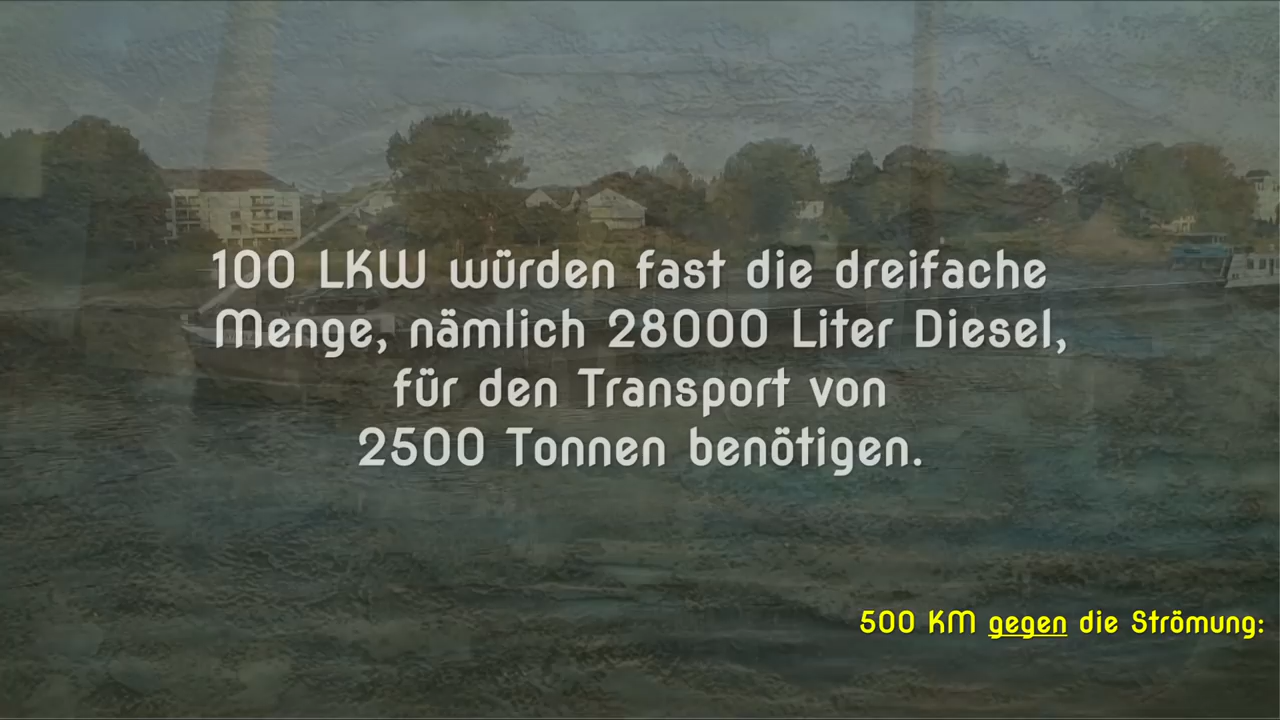 100 LKW würden fast die dreifache
Menge, nämlich 28000 Liter Diesel,
für den Transport von
2500 Tonnen benötigen.
500 KM gegen die Strömung: